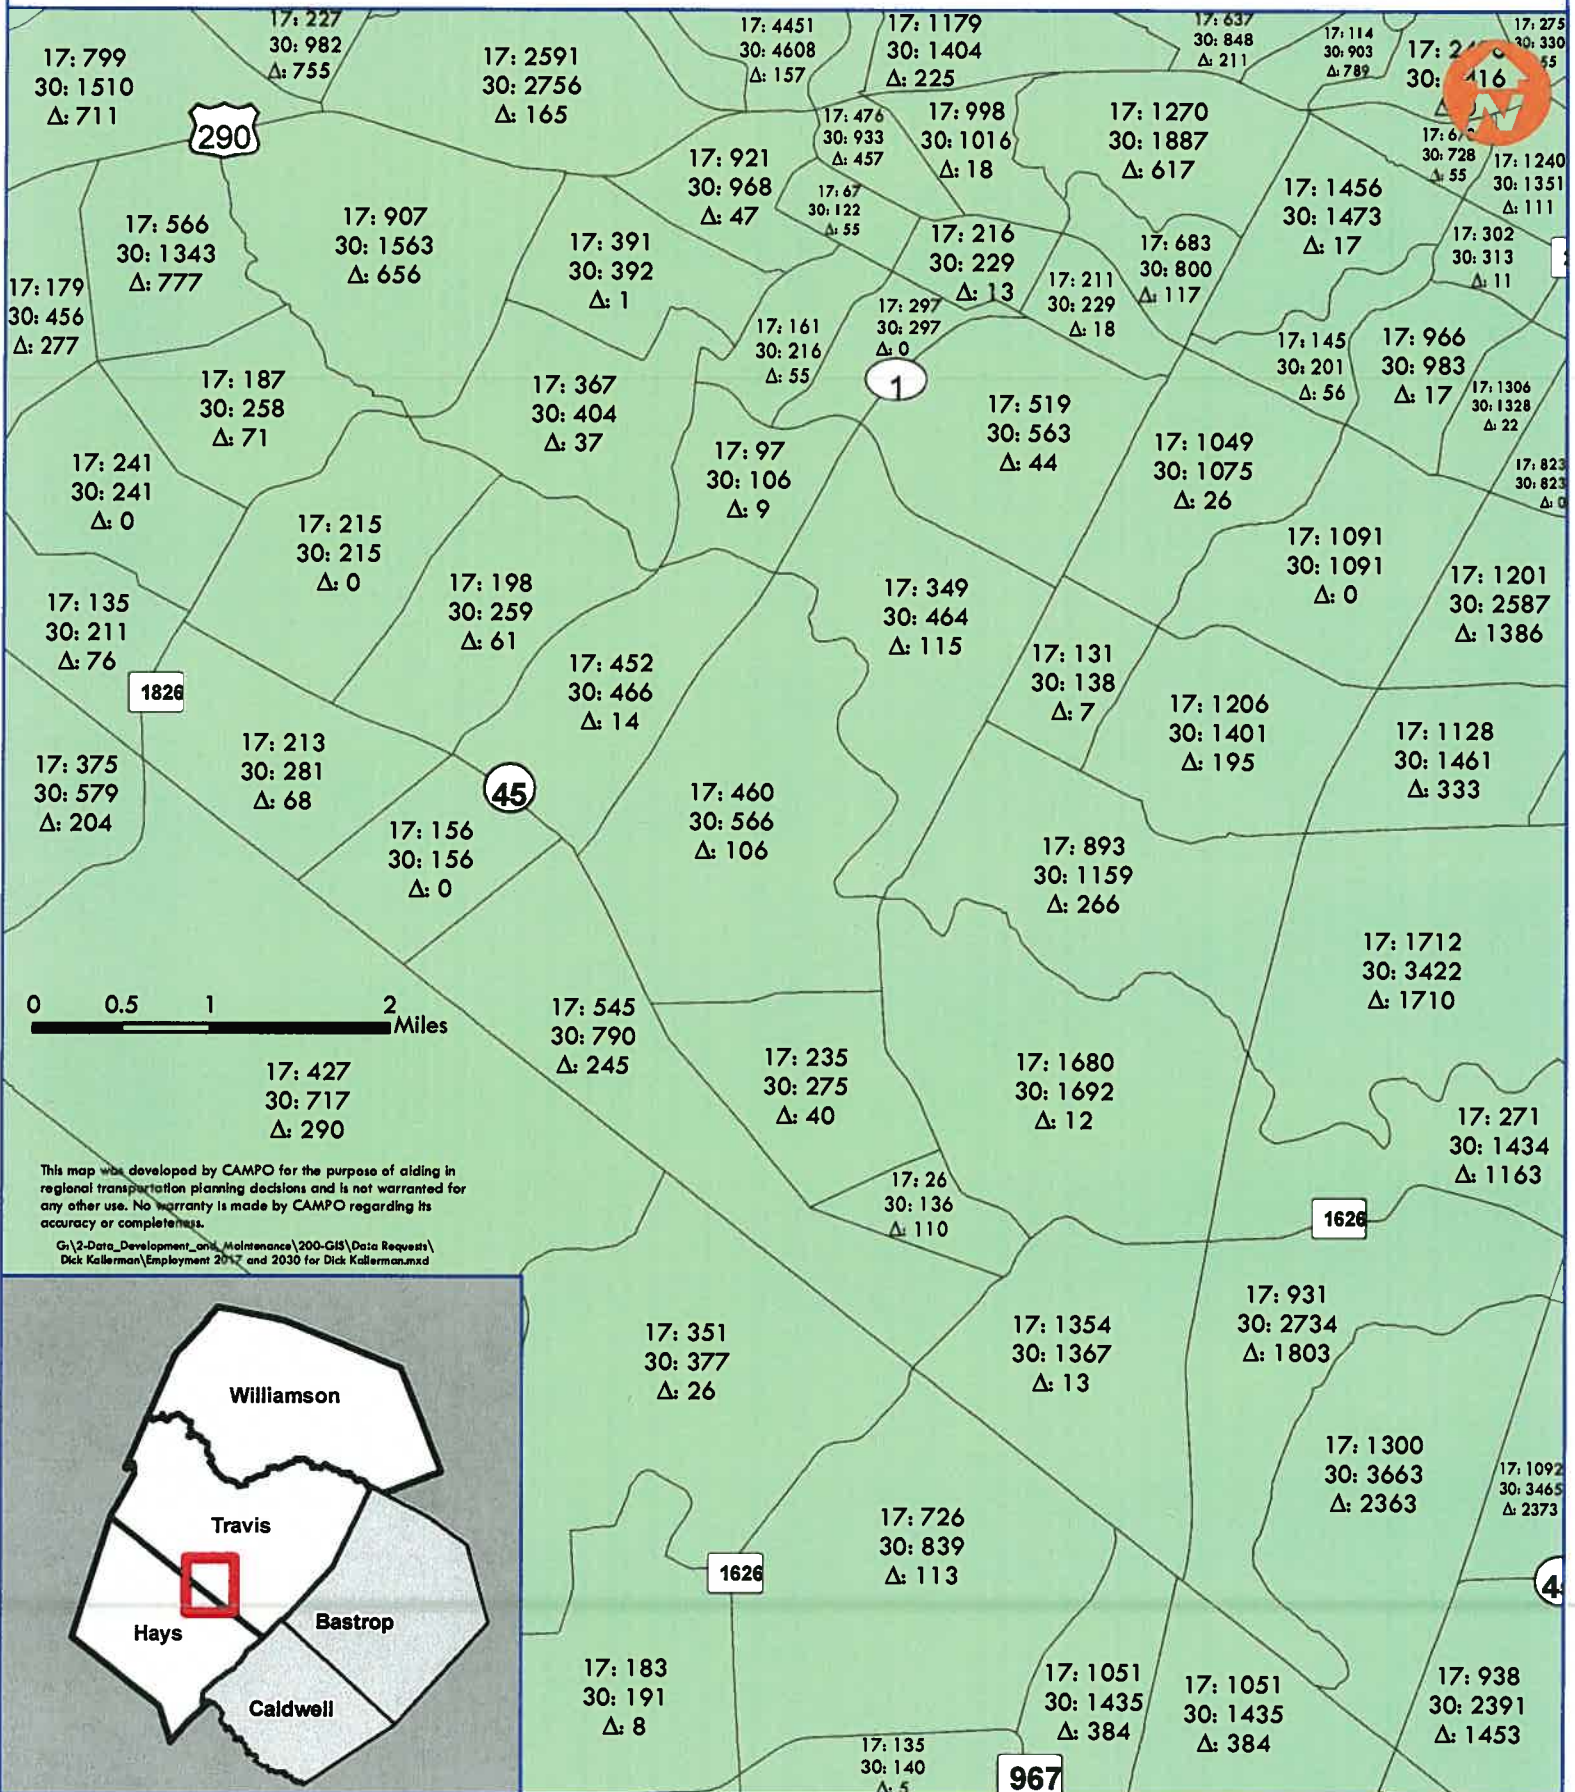 17: 227
30: 982
Δ: 755
17: 4451
30: 4608
Δ: 157
17: 1179
30: 1404
Δ: 225
17: 637
30: 848
Δ: 211
17: 114
30: 903
Δ: 789
17: 275
30: 330
17: 799
30: 1510
Δ: 711
17: 2591
30: 2756
Δ: 165
N
290
17: 476
30: 933
Δ: 457
17: 998
30: 1016
Δ: 18
17: 1270
30: 1887
Δ: 617
30: 728
Δ: 55
17: 1240
30: 1351
Δ: 111
17: 921
30: 968
Δ: 47
17: 67
30: 122
Δ: 55
17: 1456
30: 1473
Δ: 17
17: 566
30: 1343
Δ: 777
17: 907
30: 1563
Δ: 656
17: 391
30: 392
Δ: 1
17: 216
30: 229
Δ: 13
17: 683
30: 800
Δ: 117
17: 302
30: 313
Δ: 11
17: 179
30: 456
Δ: 277
17: 211
30: 229
Δ: 18
17: 297
30: 297
Δ: 0
17: 161
30: 216
Δ: 55
17: 145
30: 201
Δ: 56
17: 966
30: 983
Δ: 17
1
17: 187
30: 258
Δ: 71
17: 367
30: 404
Δ: 37
17: 1306
30: 1328
Δ: 22
17: 519
30: 563
Δ: 44
17: 97
30: 106
Δ: 9
17: 1049
30: 1075
Δ: 26
17: 241
30: 241
Δ: 0
17: 823
30: 823
Δ: 0
17: 215
30: 215
Δ: 0
17: 1091
30: 1091
Δ: 0
17: 198
30: 259
Δ: 61
17: 349
30: 464
Δ: 115
17: 1201
30: 2587
Δ: 1386
17: 135
30: 211
Δ: 76
1826
17: 452
30: 466
Δ: 14
17: 131
30: 138
Δ: 7
17: 1206
30: 1401
Δ: 195
17: 213
30: 281
Δ: 68
17: 1128
30: 1461
Δ: 333
17: 375
30: 579
Δ: 204
45
17: 460
30: 566
Δ: 106
17: 156
30: 156
Δ: 0
17: 893
30: 1159
Δ: 266
17: 1712
30: 3422
Δ: 1710
0 0.5 1 2
Miles
17: 545
30: 790
Δ: 245
17: 235
30: 275
Δ: 40
17: 1680
30: 1692
Δ: 12
17: 427
30: 717
Δ: 290
17: 271
30: 1434
Δ: 1163
This map was developed by CAMPO for the purpose of aiding in
regional transportation planning decisions and is not warranted for
any other use. No warranty is made by CAMPO regarding its
accuracy or completeness.
G:\2-Data_Development_and_Maintenance\200-GIS\Data Requests\
Dick Kallerman\Employment 2017 and 2030 for Dick Kallerman.mxd
17: 26
30: 136
Δ: 110
1626
17: 931
30: 2734
Δ: 1803
17: 351
30: 377
Δ: 26
17: 1354
30: 1367
Δ: 13
Williamson
Travis
Hays
Bastrop
Caldwell
17: 1300
30: 3663
Δ: 2363
17: 1092
30: 3465
Δ: 2373
17: 726
30: 839
Δ: 113
1626
4
17: 183
30: 191
Δ: 8
17: 1051
30: 1435
Δ: 384
17: 1051
30: 1435
Δ: 384
17: 938
30: 2391
Δ: 1453
17: 135
30: 140
Δ: 5
967